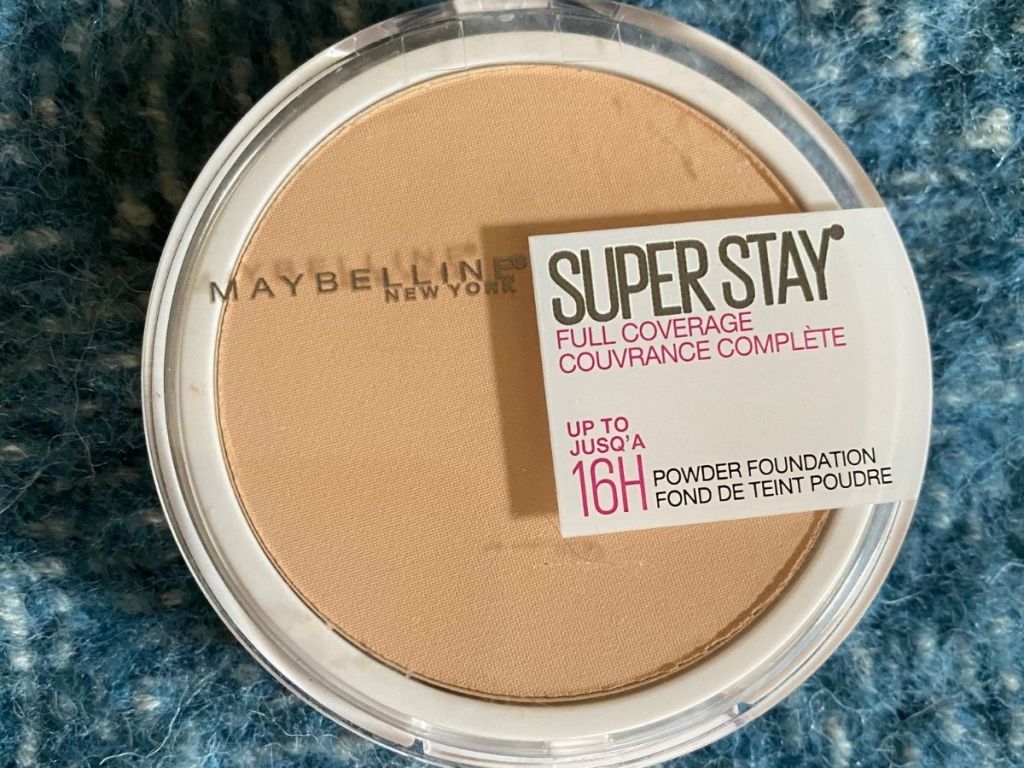 MAYBELLINE®
NEW YORK
SUPER STAY®
FULL COVERAGE
COUVRANCE COMPLÈTE
UP TO
JUSQ'A
16H
POWDER FOUNDATION
FOND DE TEINT POUDRE